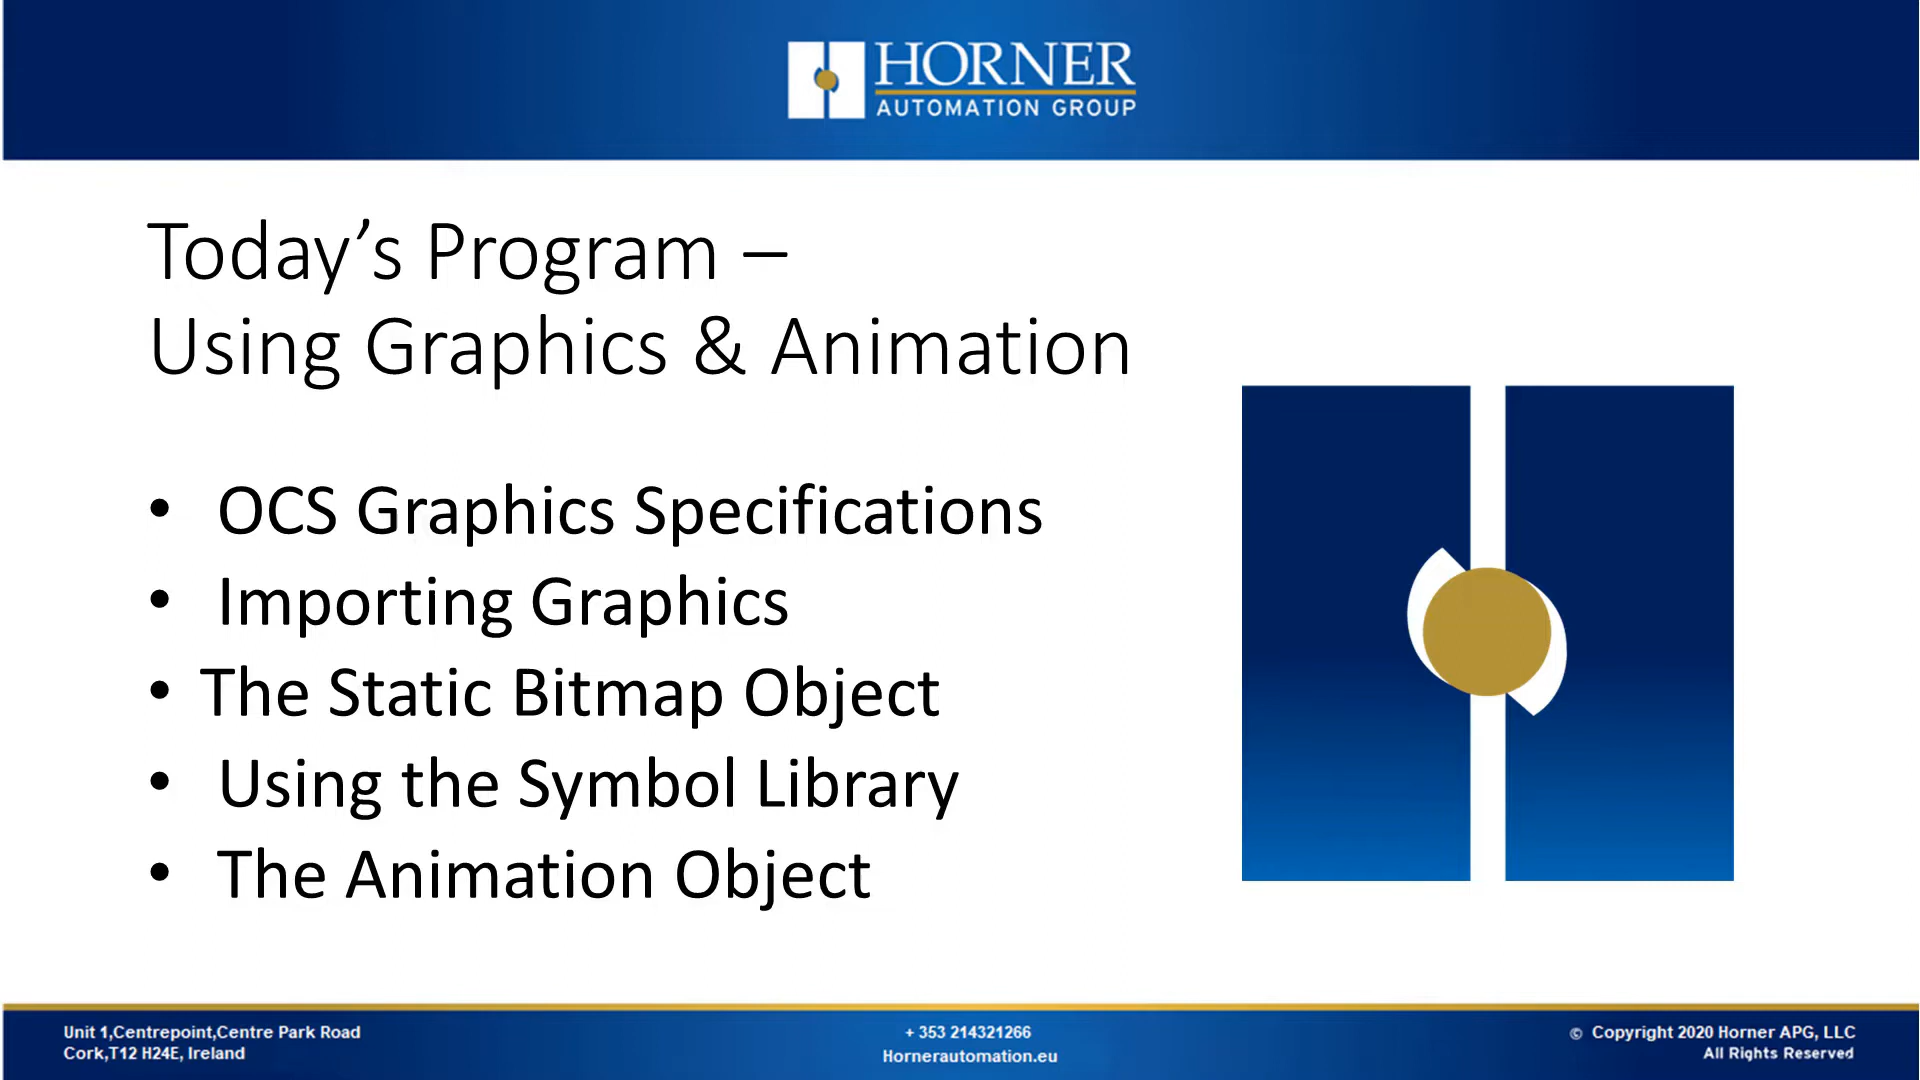 HORNER
AUTOMATION GROUP
Today’s Program –
Using Graphics & Animation
• OCS Graphics Specifications
• Importing Graphics
• The Static Bitmap Object
• Using the Symbol Library
• The Animation Object
Unit 1,Centrepoint,Centre Park Road
Cork,T12 H24E, Ireland
+ 353 214321266
Hornerautomation.eu
© Copyright 2020 Horner APG, LLC
All Rights Reserved